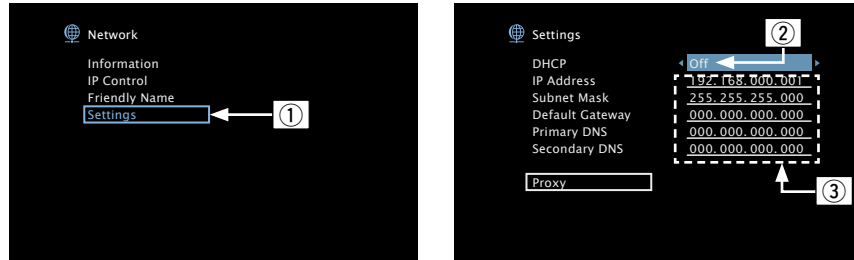 Network
Information
IP Control
Friendly Name
Settings
1
Settings
2
DHCP Off
IP Address 192.168.000.001
Subnet Mask 255.255.255.000
Default Gateway 000.000.000.000
Primary DNS 000.000.000.000
Secondary DNS 000.000.000.000
Proxy
3